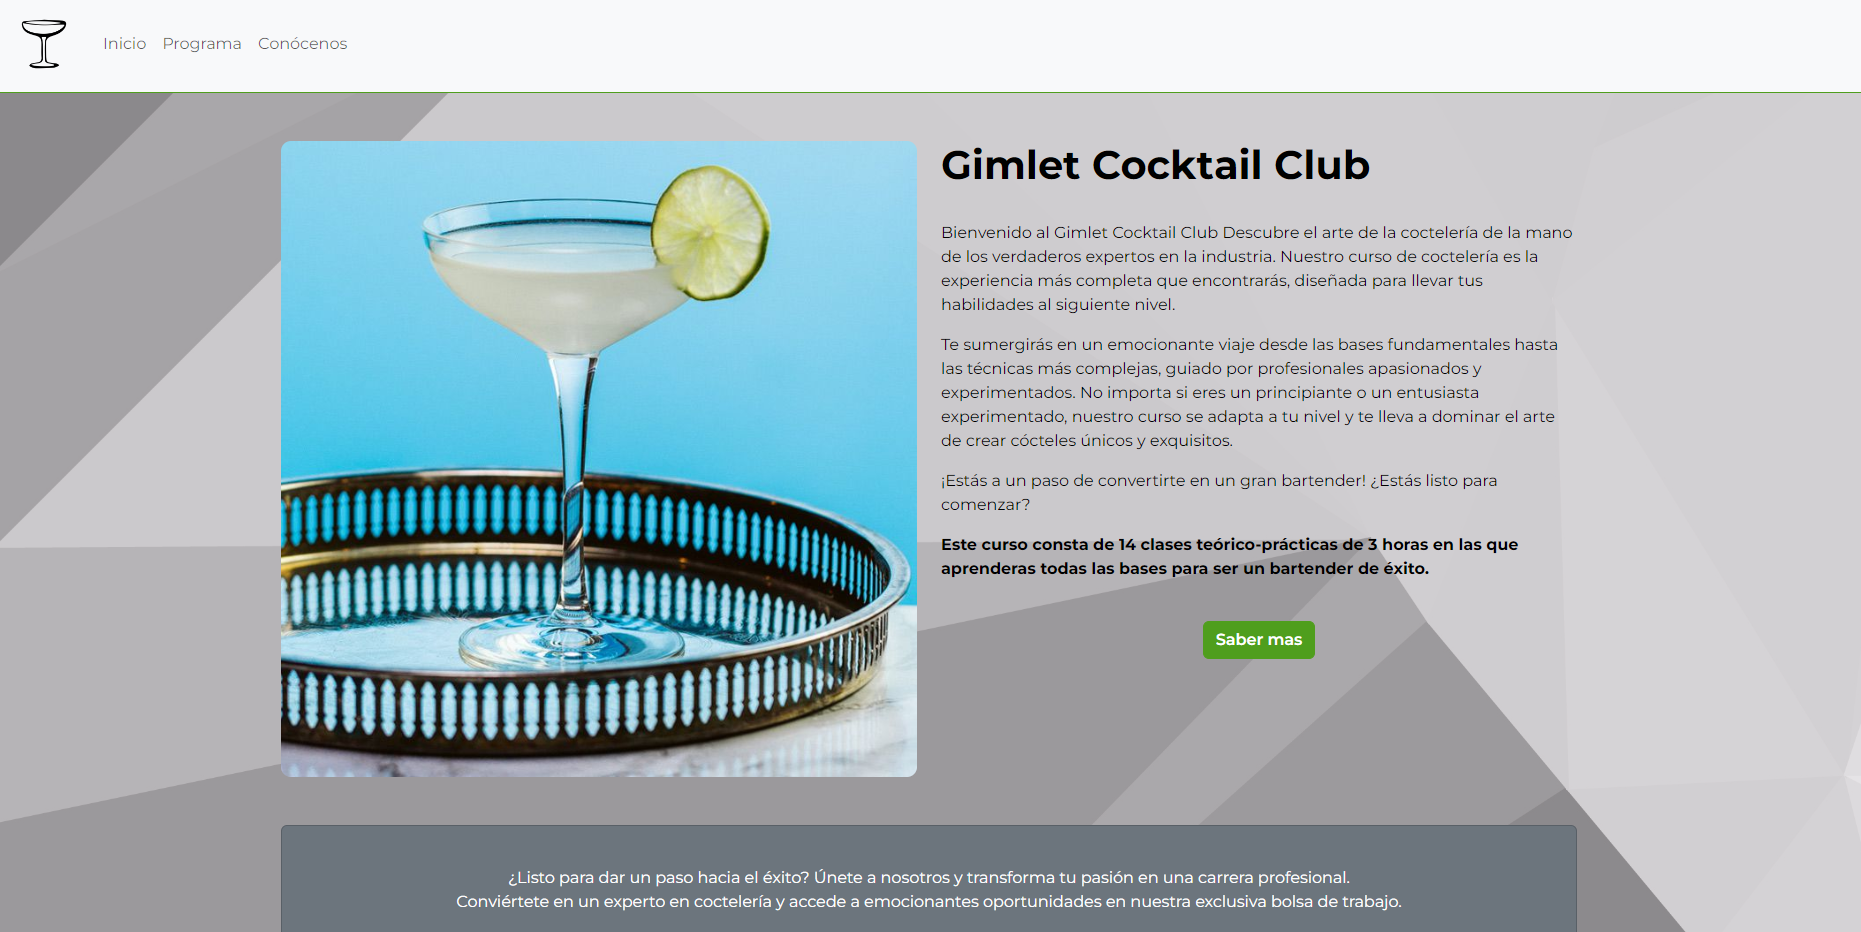 Inicio Programa Conócenos
Gimlet Cocktail Club
Bienvenido al Gimlet Cocktail Club Descubre el arte de la coctelería de la mano
de los verdaderos expertos en la industria. Nuestro curso de coctelería es la
experiencia más completa que encontrarás, diseñada para llevar tus
habilidades al siguiente nivel.
Te sumergirás en un emocionante viaje desde las bases fundamentales hasta
las técnicas más complejas, guiado por profesionales apasionados y
experimentados. No importa si eres un principiante o un entusiasta
experimentado, nuestro curso se adapta a tu nivel y te lleva a dominar el arte
de crear cócteles únicos y exquisitos.
¡Estás a un paso de convertirte en un gran bartender! ¿Estás listo para
comenzar?
Este curso consta de 14 clases teórico-prácticas de 3 horas en las que
aprenderas todas las bases para ser un bartender de éxito.
Saber mas
¿Listo para dar un paso hacia el éxito? Únete a nosotros y transforma tu pasión en una carrera profesional.
Conviértete en un experto en coctelería y accede a emocionantes oportunidades en nuestra exclusiva bolsa de trabajo.